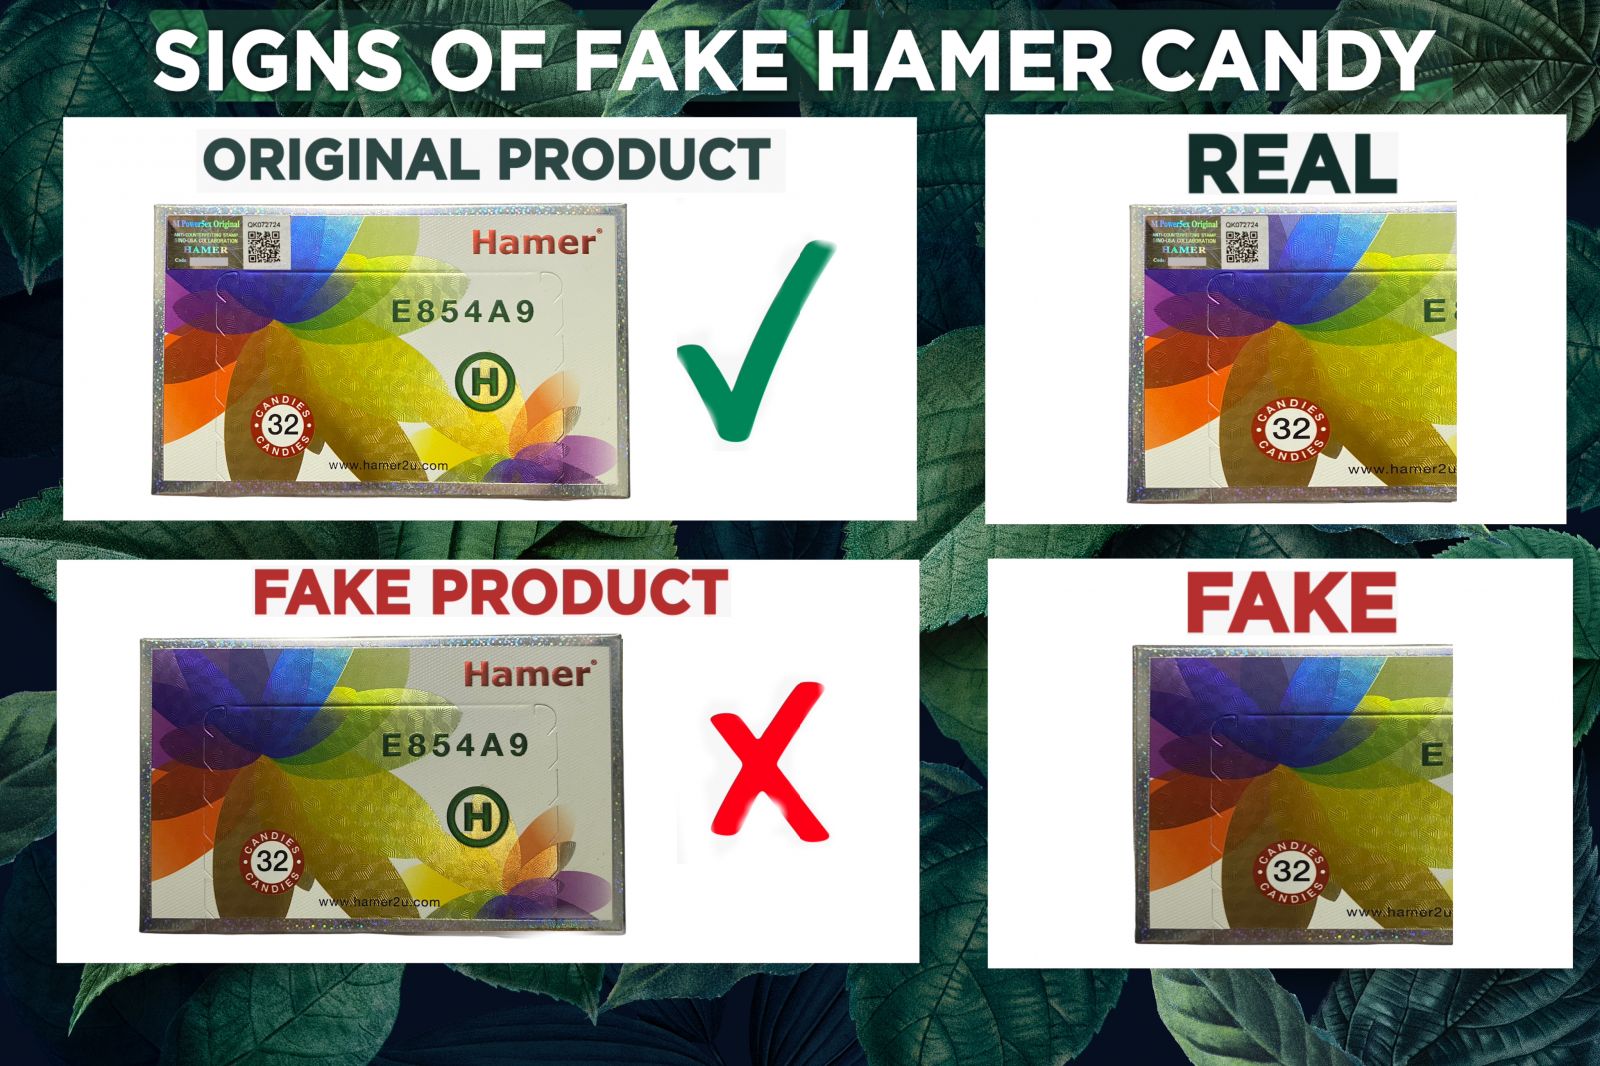 SIGNS OF FAKE HAMER CANDY
ORIGINAL PRODUCT
M PowerSex Original
QK072724
ANTI-COUNTERFEITING STAMP
SINO-USA COLLABORATION
HAMER
Code:
Hamer®
E854A9
H
CANDIES
32
CANDIES
www.hamer2u.com
REAL
M PowerSex Original
QK072724
ANTI-COUNTERFEITING STAMP
SINO-USA COLLABORATION
HAMER
Code:
E8
CANDIES
32
CANDIES
www.hamer2u
FAKE PRODUCT
Hamer®
E854A9
H
CANDIES
32
CANDIES
www.hamer2u.com
FAKE
E
CANDIES
32
CANDIES
www.hamer2u